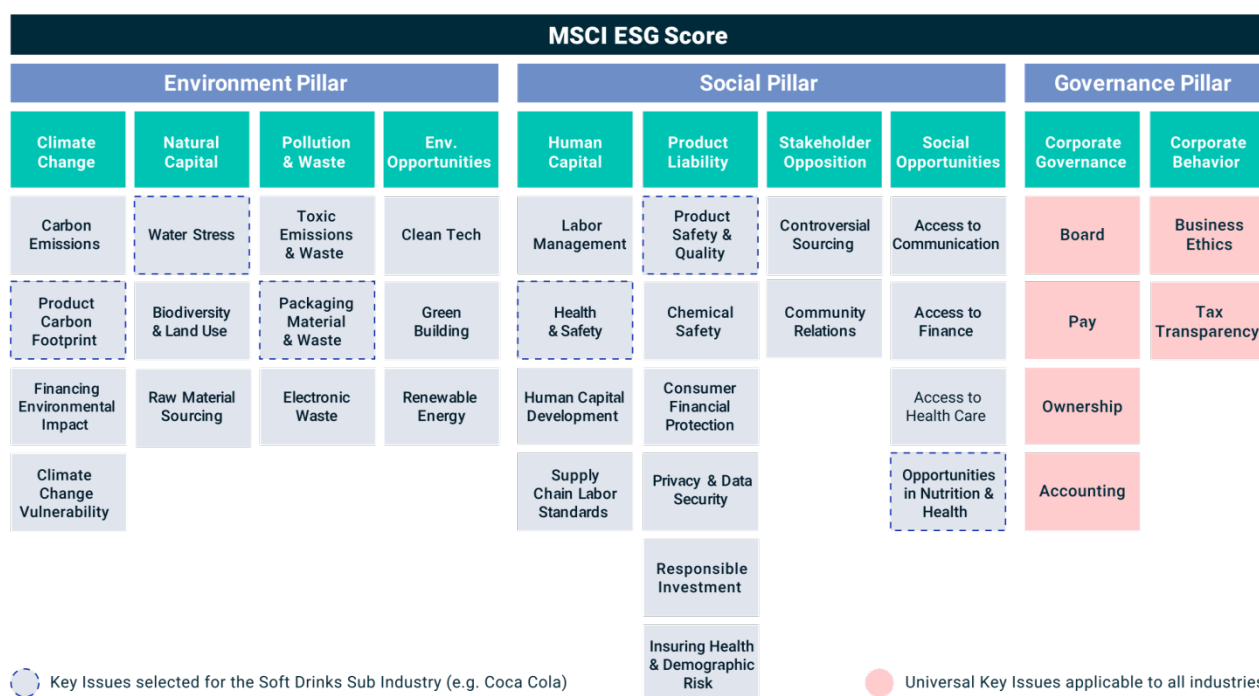 MSCI ESG Score
Environment Pillar
Social Pillar
Governance Pillar
Climate
Change
Natural
Capital
Pollution
& Waste
Env.
Opportunities
Human
Capital
Product
Liability
Stakeholder
Opposition
Social
Opportunities
Corporate
Governance
Corporate
Behavior
Carbon
Emissions
Water Stress
Toxic
Emissions
& Waste
Clean Tech
Labor
Management
Product
Safety &
Quality
Controversial
Sourcing
Access to
Communication
Board
Business
Ethics
Product
Carbon
Footprint
Biodiversity
& Land Use
Packaging
Material
& Waste
Green
Building
Health
& Safety
Chemical
Safety
Community
Relations
Access to
Finance
Pay
Tax
Transparency
Financing
Environmental
Impact
Raw Material
Sourcing
Electronic
Waste
Renewable
Energy
Human Capital
Development
Consumer
Financial
Protection
Access to
Health Care
Ownership
Climate
Change
Vulnerability
Supply
Chain Labor
Standards
Privacy & Data
Security
Opportunities
in Nutrition &
Health
Accounting
Responsible
Investment
Insuring Health
& Demographic
Risk
Key Issues selected for the Soft Drinks Sub Industry (e.g. Coca Cola)
Universal Key Issues applicable to all industries